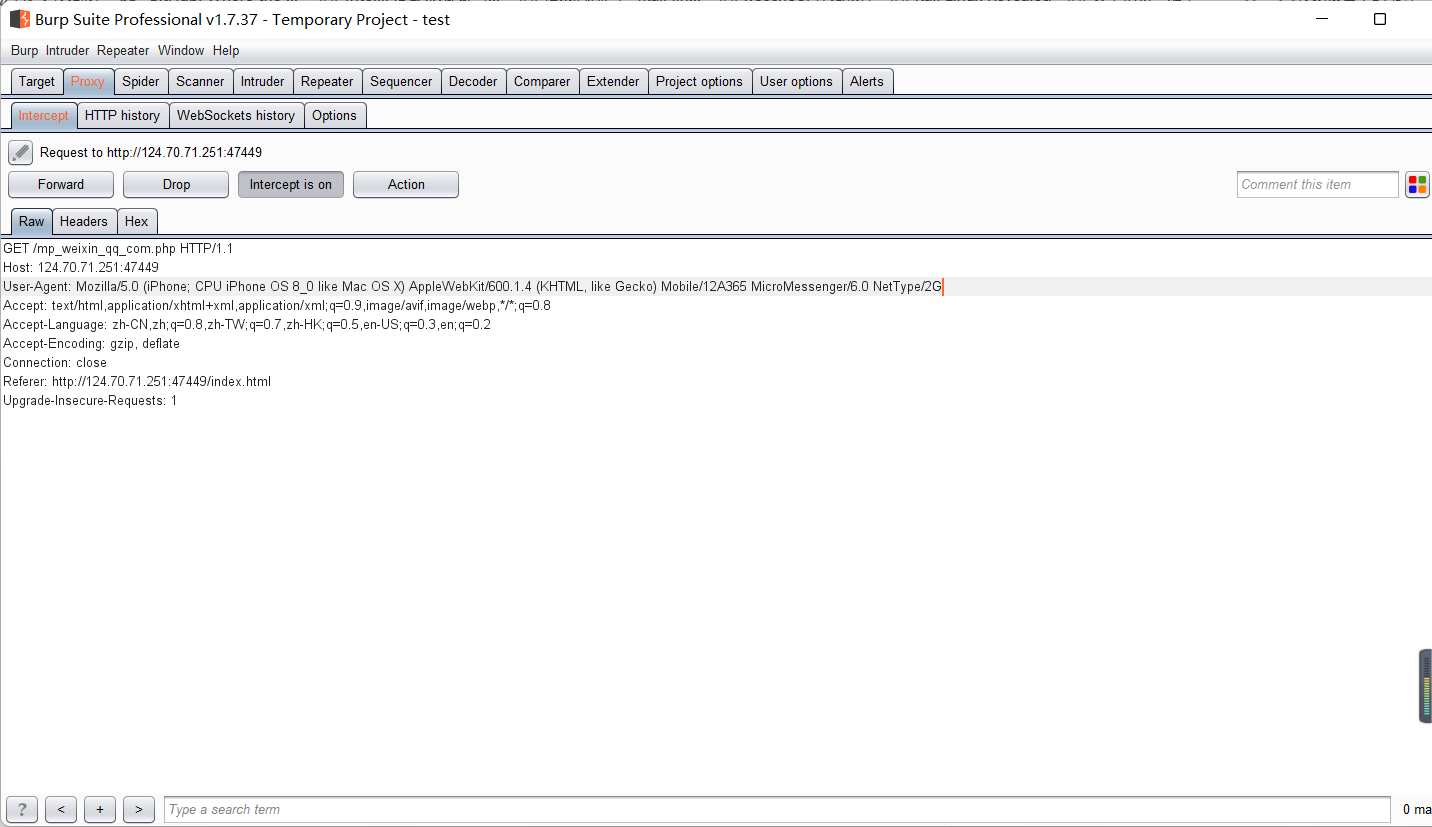 Burp Suite Professional v1.7.37 - Temporary Project - test
Burp Intruder Repeater Window Help
Target Proxy Spider Scanner Intruder Repeater Sequencer Decoder Comparer Extender Project options User options Alerts
Intercept HTTP history WebSockets history Options
Request to http://124.70.71.251:47449
Forward Drop Intercept is on Action Comment this item
Raw Headers Hex
GET /mp_weixin_qq_com.php HTTP/1.1
Host: 124.70.71.251:47449
User-Agent: Mozilla/5.0 (iPhone; CPU iPhone OS 8_0 like Mac OS X) AppleWebKit/600.1.4 (KHTML, like Gecko) Mobile/12A365 MicroMessenger/6.0 NetType/2G
Accept: text/html,application/xhtml+xml,application/xml;q=0.9,image/avif,image/webp,*/*;q=0.8
Accept-Language: zh-CN,zh;q=0.8,zh-TW;q=0.7,zh-HK;q=0.5,en-US;q=0.3,en;q=0.2
Accept-Encoding: gzip, deflate
Connection: close
Referer: http://124.70.71.251:47449/index.html
Upgrade-Insecure-Requests: 1
? < + > Type a search term 0 ma